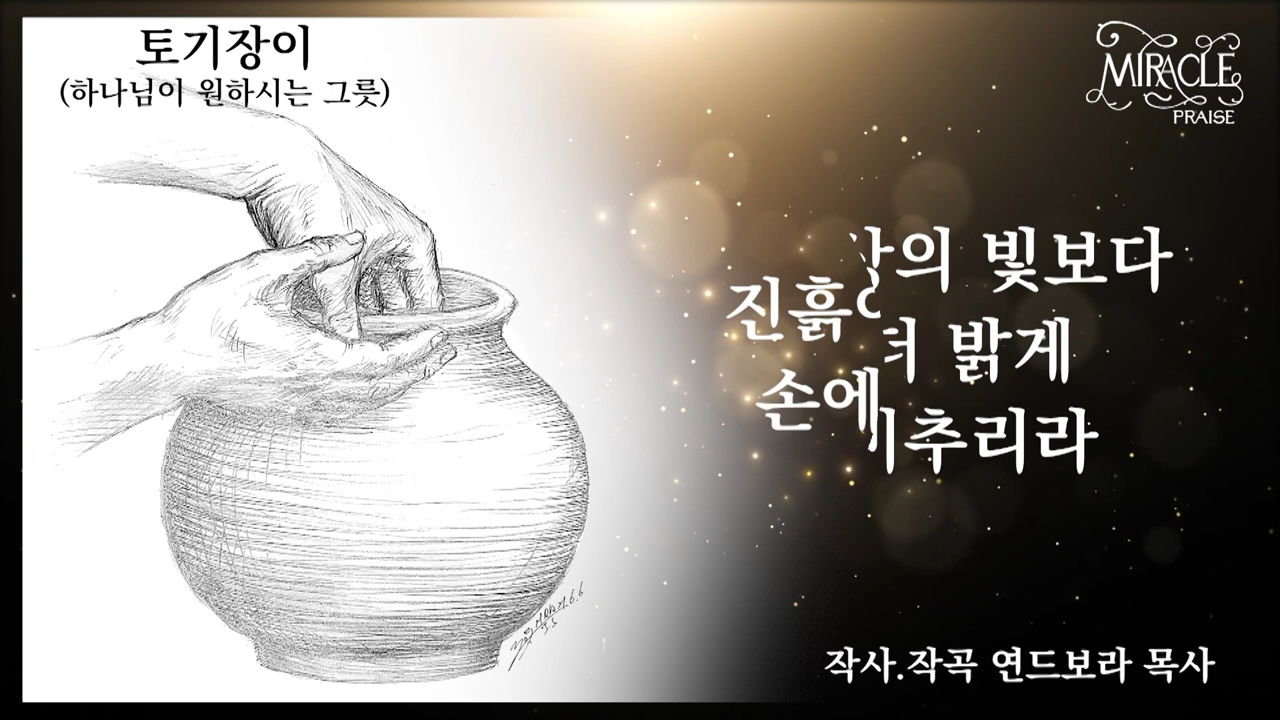 토기장이
(하나님이 원하시는 그릇)
MIRACLE
PRAISE
빛보다
진흙
밝게
손에
추리라
작사.작곡 연드보라 목사